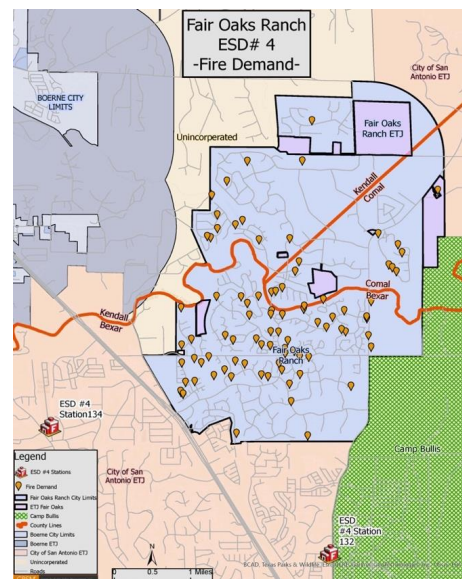 Fair Oaks Ranch
ESD# 4
-Fire Demand-
City of San
Antonio ETJ
BOERNE CITY
LIMITS
Unincorperated
Fair Oaks
Ranch ETJ
Kendall
Comal
Comal
Bexar
Kendall
Bexar
Fair Oaks
Ranch
ESD #4
Station134
Camp Bullis
City of San
Antonio ETJ
ESD
#4 Station
132
Legend
ESD #4 Stations
Fire Demand
Fair Oaks Ranch City Limits
ETJ Fair Oaks
Camp Bullis
County Lines
Boerne City Limits
Boerne ETJ
City of San Antonio ETJ
Unincorporated
Roads
N
0 0.5 1 Miles
BCAD, Texas Parks & Wildlife,